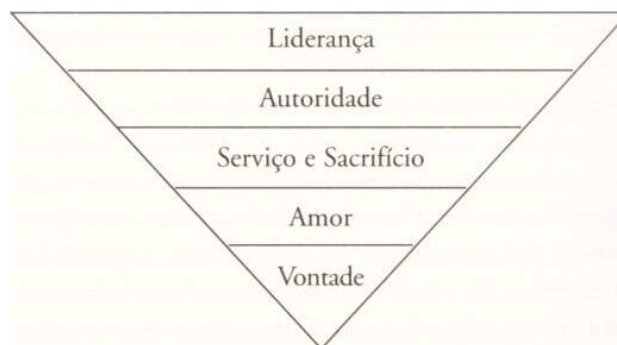 Liderança
Autoridade
Serviço e Sacrifício
Amor
Vontade